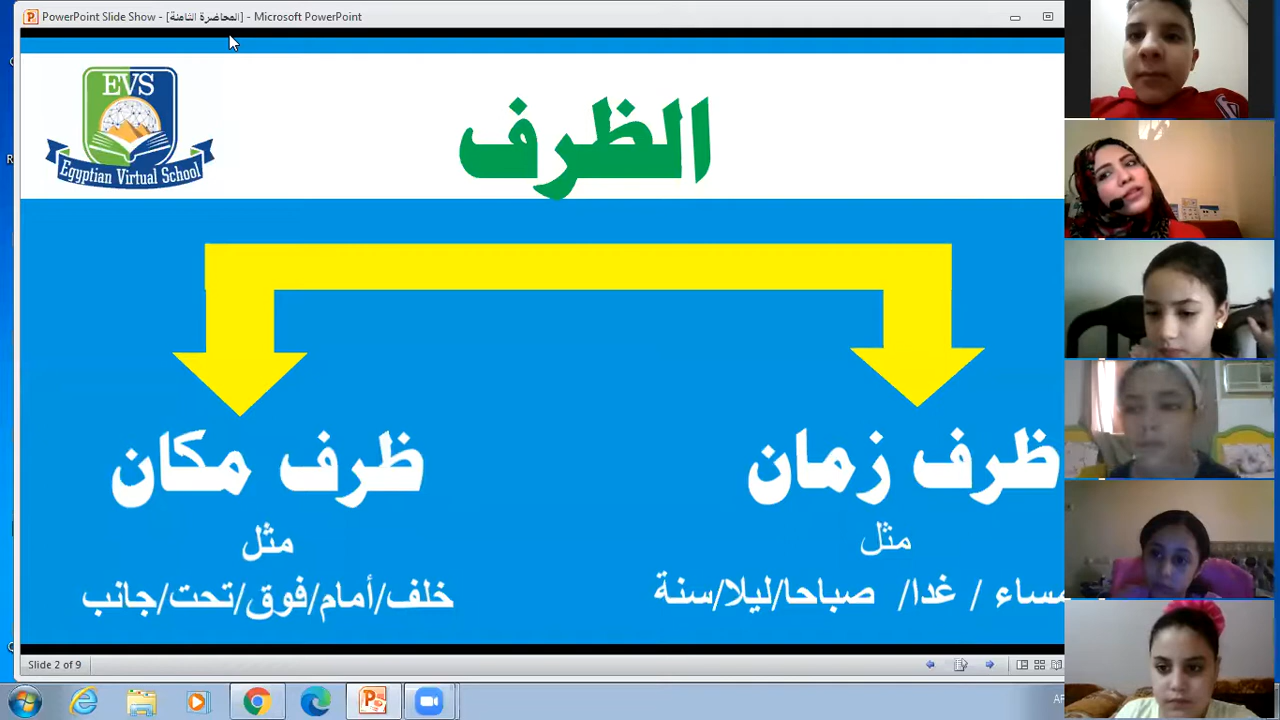 PowerPoint Slide Show - [المحاضرة الثامنة] - Microsoft PowerPoint
EVS
Egyptian Virtual School
الظرف
ظرف زمان
مثل
مساء / غدا/ صباحا/ليلا/سنة
ظرف مكان
مثل
خلف/أمام/فوق/تحت/جانب
Slide 2 of 9